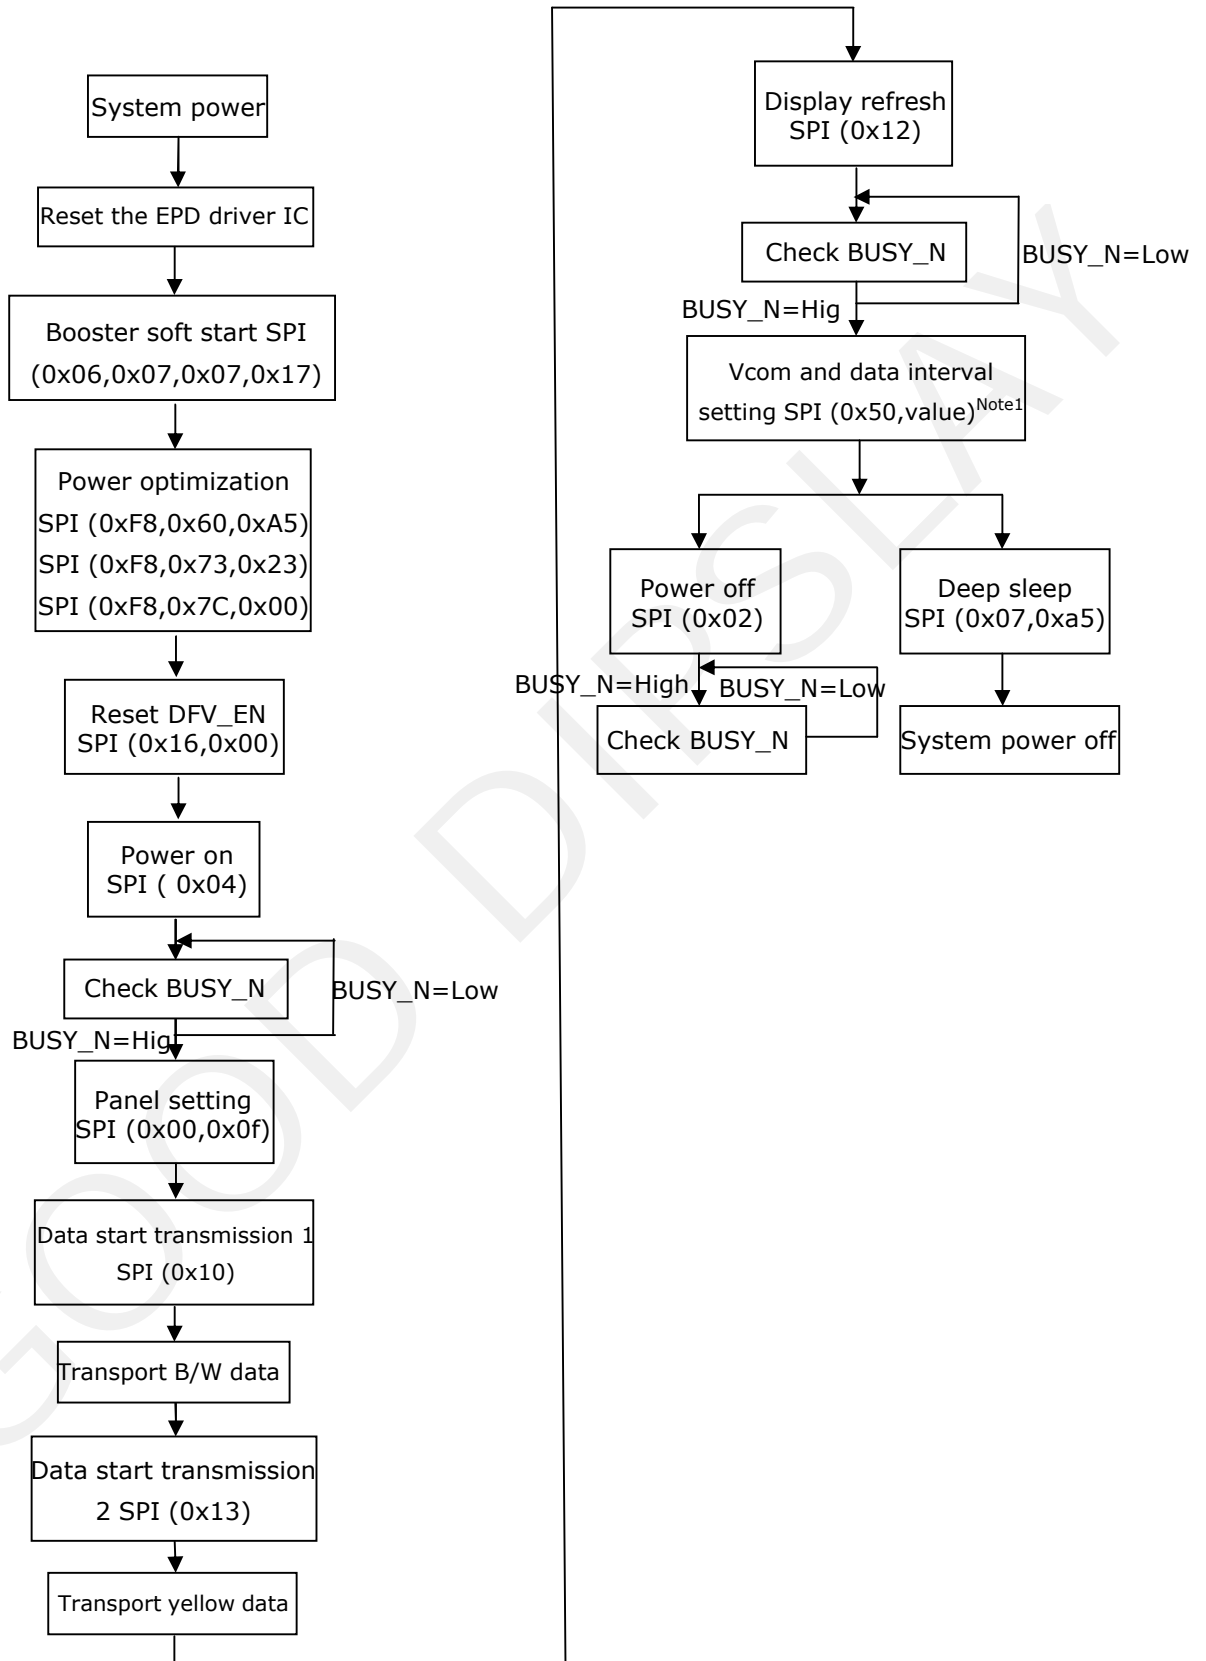 System power
Reset the EPD driver IC
Booster soft start SPI
(0x06,0x07,0x07,0x17)
Power optimization
SPI (0xF8,0x60,0xA5)
SPI (0xF8,0x73,0x23)
SPI (0xF8,0x7C,0x00)
Reset DFV_EN
SPI (0x16,0x00)
Power on
SPI ( 0x04)
Check BUSY_N
BUSY_N=Low
BUSY_N=Hig
Panel setting
SPI (0x00,0x0f)
Data start transmission 1
SPI (0x10)
Transport B/W data
Data start transmission
2 SPI (0x13)
Transport yellow data
Display refresh
SPI (0x12)
Check BUSY_N
BUSY_N=Low
BUSY_N=Hig
Vcom and data interval
setting SPI (0x50,value)Note1
Power off
SPI (0x02)
BUSY_N=High
BUSY_N=Low
Check BUSY_N
Deep sleep
SPI (0x07,0xa5)
System power off
GOOD DIPSLAY